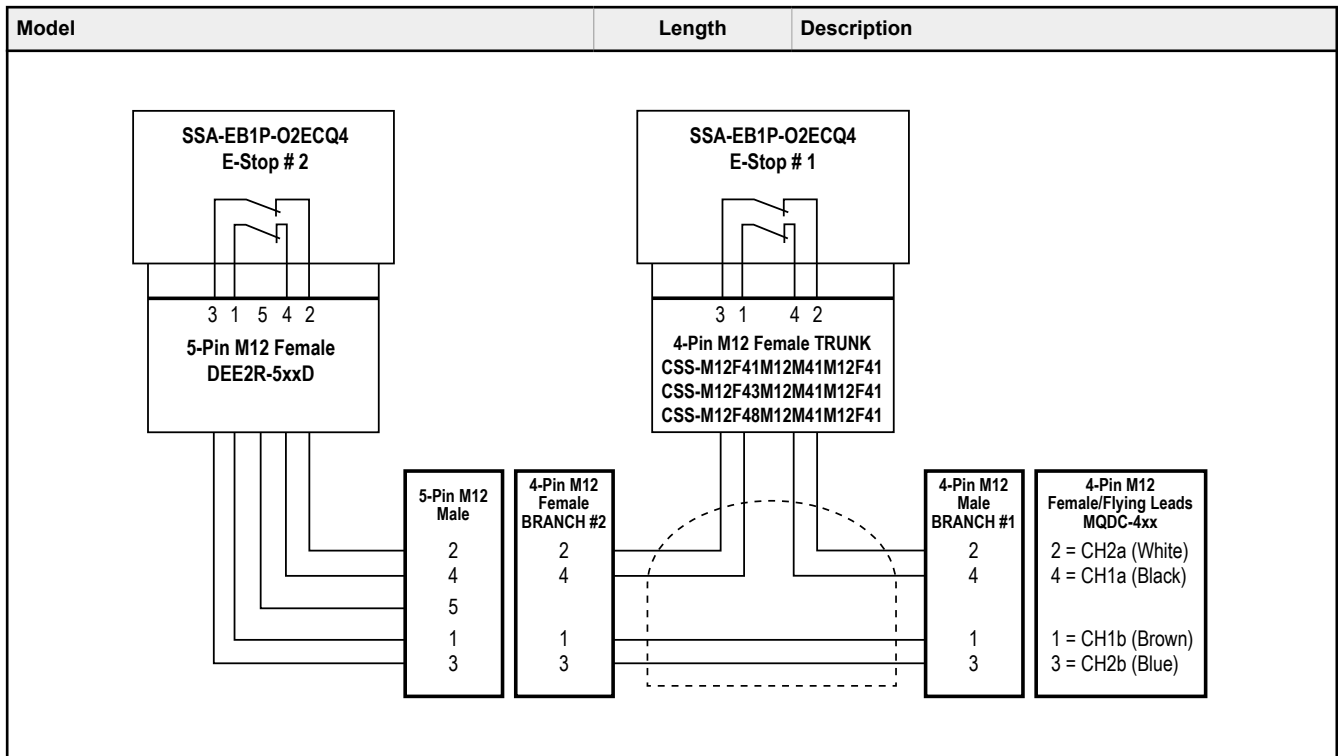 Model Length Description
SSA-EB1P-O2ECQ4
E-Stop # 2
3 1 5 4 2
5-Pin M12 Female
DEE2R-5xxD
SSA-EB1P-O2ECQ4
E-Stop # 1
3 1 4 2
4-Pin M12 Female TRUNK
CSS-M12F41M12M41M12F41
CSS-M12F43M12M41M12F41
CSS-M12F48M12M41M12F41
5-Pin M12
Male
2
4
5
1
3
4-Pin M12
Female
BRANCH #2
2
4
1
3
4-Pin M12
Male
BRANCH #1
2
4
1
3
4-Pin M12
Female/Flying Leads
MQDC-4xx
2 = CH2a (White)
4 = CH1a (Black)
1 = CH1b (Brown)
3 = CH2b (Blue)